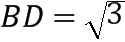 BD = √3